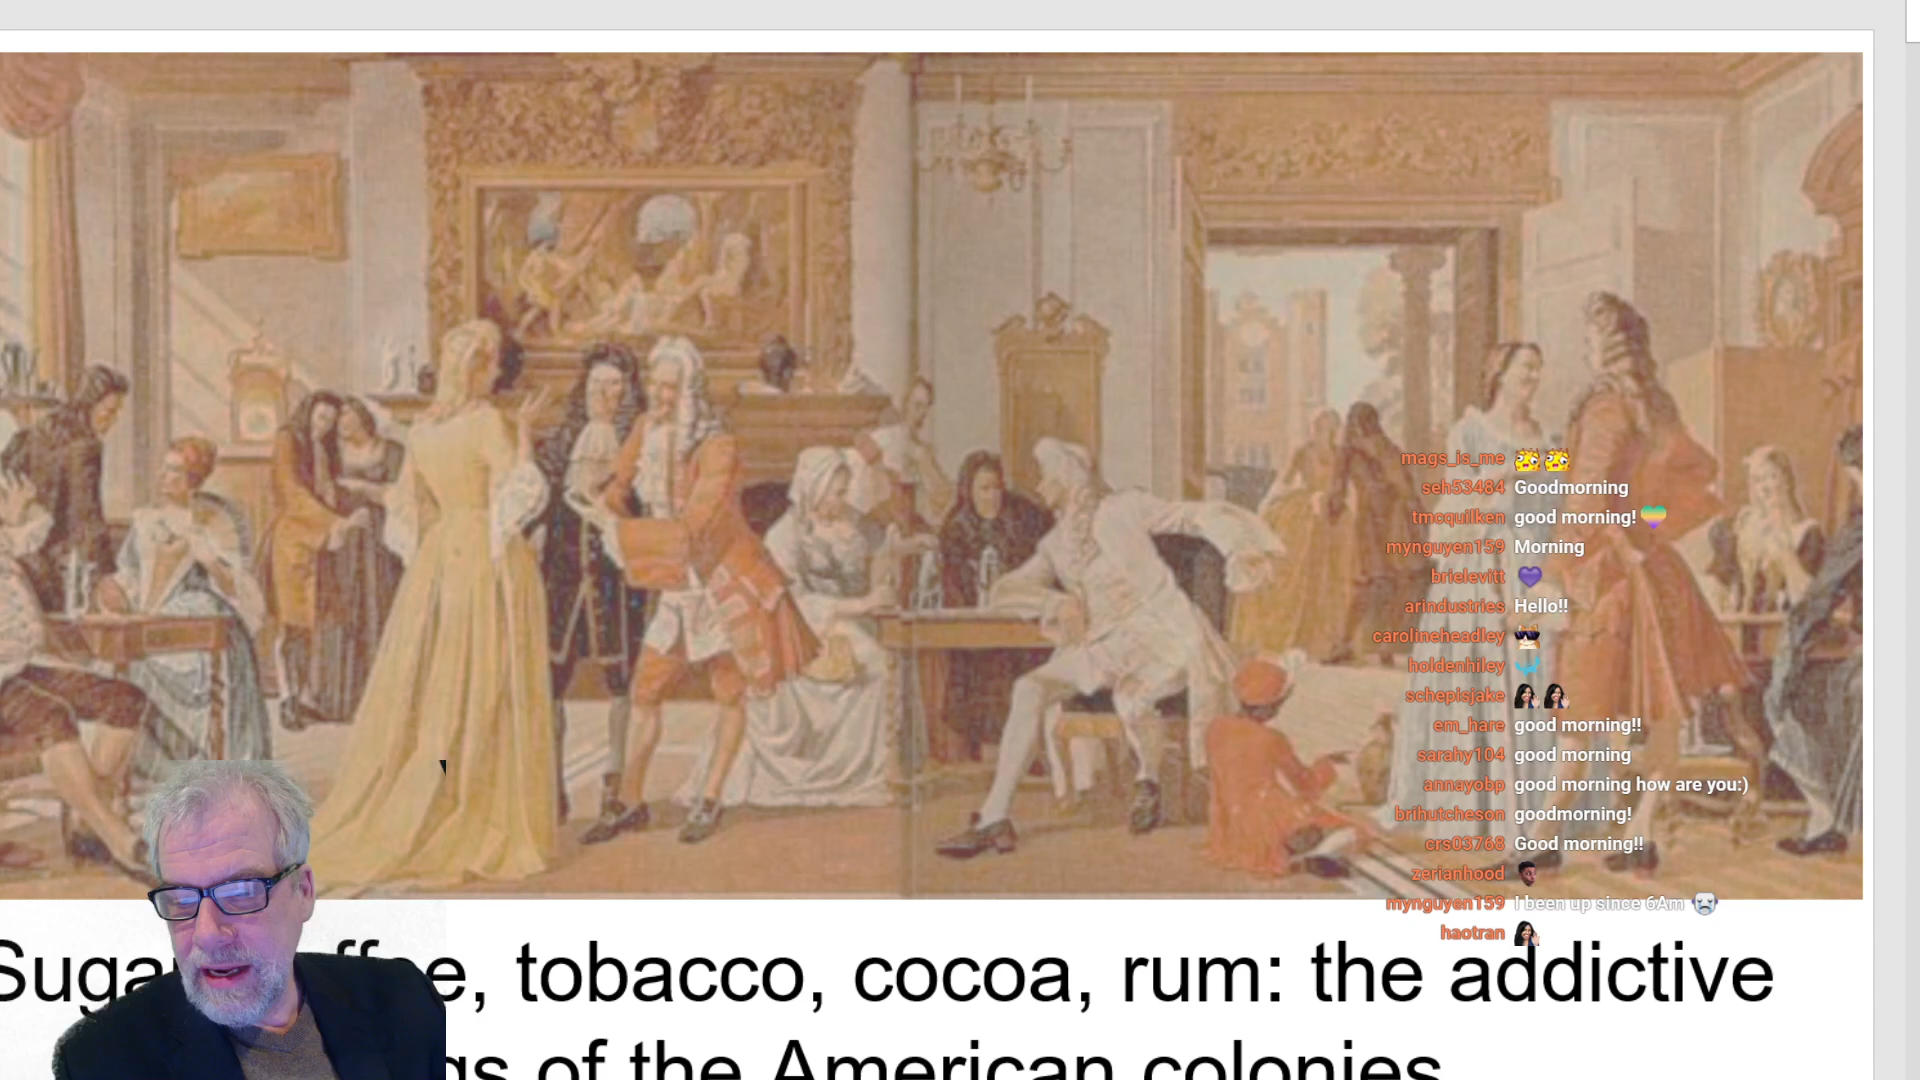 mags_is_me
seh53484 Goodmorning
tmcquilken good morning!
mynguyen159 Morning
brielevitt
arindustries Hello!!
carolineheadley
holdenhiley
schepisjake
em_hare good morning!!
sarahy104 good morning
annayobp good morning how are you:)
brihutcheson goodmorning!
crs03768 Good morning!!
zerianhood
mynguyen159 I been up since 6Am
haotran
tobacco, cocoa, rum: the addictive
of the American colonies